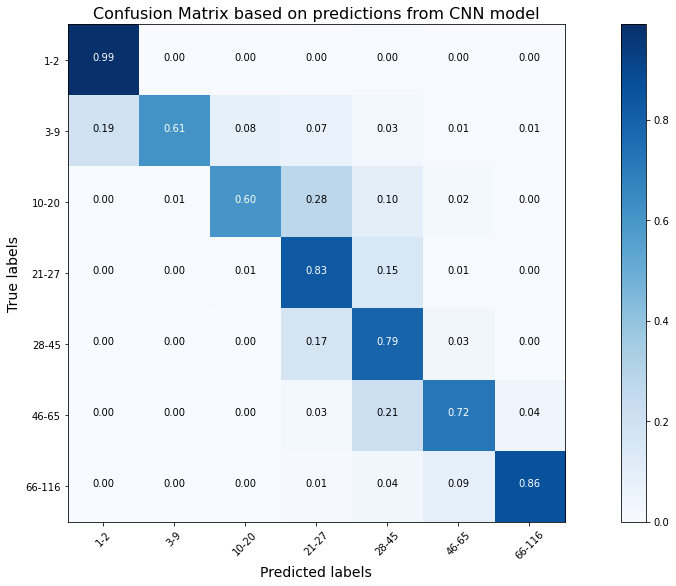 Confusion Matrix based on predictions from CNN model
True labels
1-2 0.99 0.00 0.00 0.00 0.00 0.00 0.00
3-9 0.19 0.61 0.08 0.07 0.03 0.01 0.01
10-20 0.00 0.01 0.60 0.28 0.10 0.02 0.00
21-27 0.00 0.00 0.01 0.83 0.15 0.01 0.00
28-45 0.00 0.00 0.00 0.17 0.79 0.03 0.00
46-65 0.00 0.00 0.00 0.03 0.21 0.72 0.04
66-116 0.00 0.00 0.00 0.01 0.04 0.09 0.86
1-2 3-9 10-20 21-27 28-45 46-65 66-116
Predicted labels
0.8
0.6
0.4
0.2
0.0